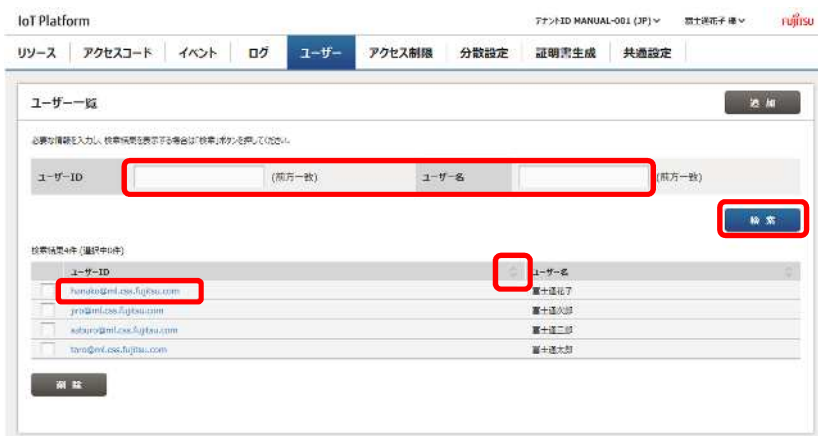 IoT Platform
テナントID MANUAL-001 (JP) 富士通花子 様 FUJITSU
リソース アクセスコード イベント ログ ユーザー アクセス制限 分散設定 証明書生成 共通設定
ユーザー一覧 追 加
必要な情報を入力し、検索結果を表示する場合は「検索」ボタンを押してください。
ユーザーID (前方一致) ユーザー名 (前方一致)
検 索
検索結果4件 (選択中0件)
ユーザーID ユーザー名
hanako@ml.css.fujitsu.com 富士通花子
jiro@ml.css.fujitsu.com 富士通次郎
saburo@ml.css.fujitsu.com 富士通三郎
taro@ml.css.fujitsu.com 富士通太郎
削 除